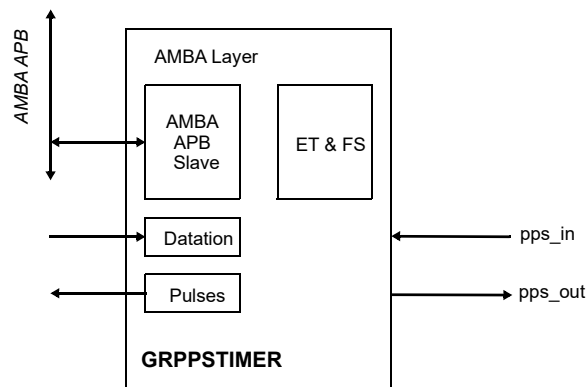 AMBA APB
AMBA Layer
AMBA
APB
Slave
ET & FS
Datation
pps_in
Pulses
pps_out
GRPPSTIMER